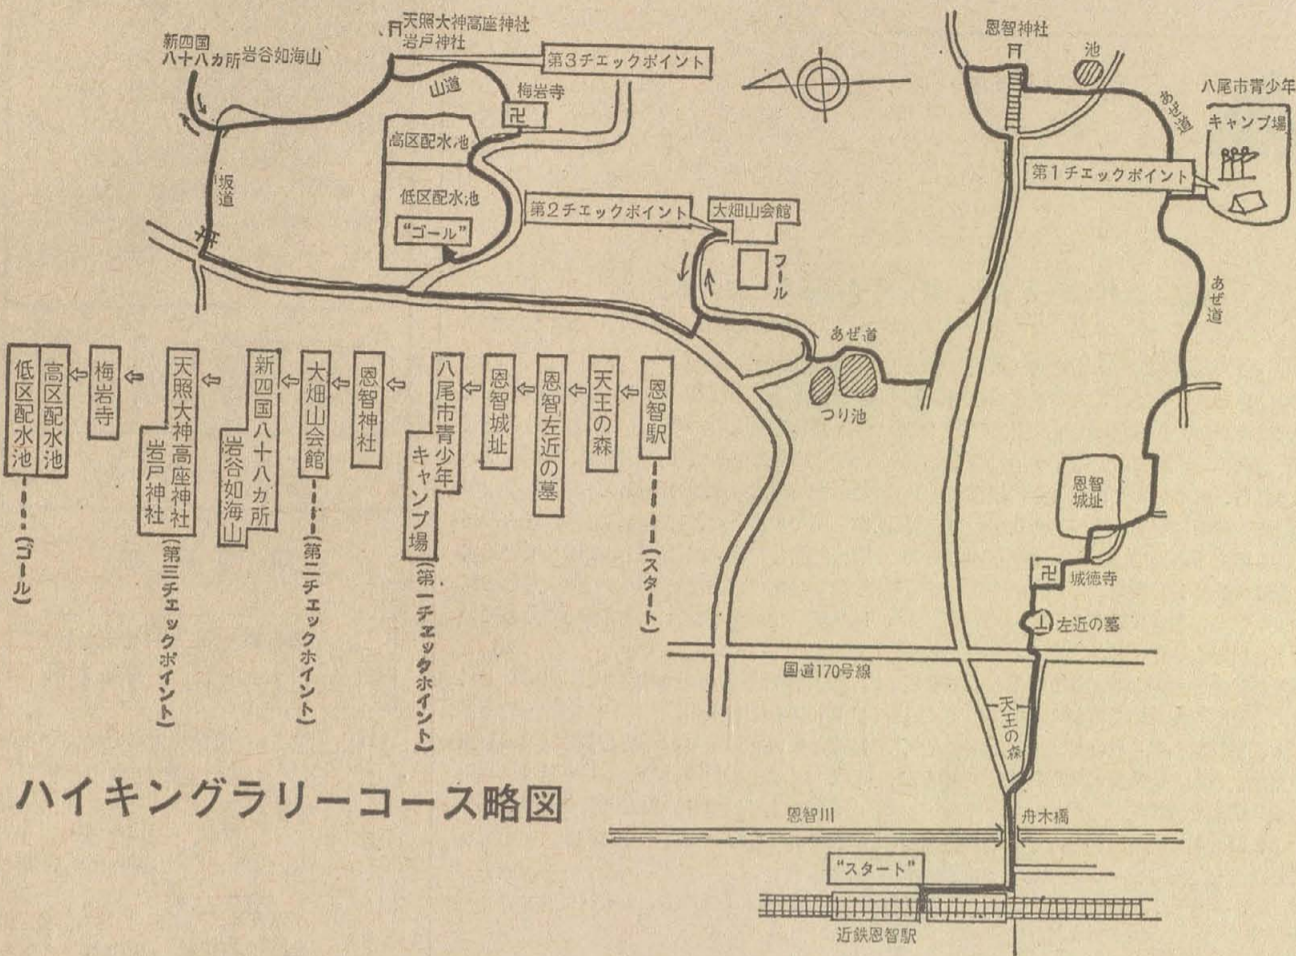 新四国
八十八カ所
岩谷如海山
天照大神高座神社
岩戸神社
第3チェックポイント
山道
梅岩寺
卍
高区配水池
低区配水池
"ゴール"
坂道
第2チェックポイント
大畑山会館
プール
あぜ道
つり池
恩智神社
池
あぜ道
八尾市青少年
キャンプ場
第1チェックポイント
あぜ道
恩智
城址
卍
城徳寺
左近の墓
国道170号線
天王の森
恩智川
舟木橋
"スタート"
近鉄恩智駅
恩智駅
(スタート)
天王の森
恩智左近の墓
恩智城址
八尾市青少年
キャンプ場
(第一チェックポイント)
恩智神社
大畑山会館
(第二チェックポイント)
新四国八十八カ所
岩谷如海山
天照大神高座神社
岩戸神社
(第三チェックポイント)
梅岩寺
高区配水池
低区配水池
(ゴール)
ハイキングラリーコース略図